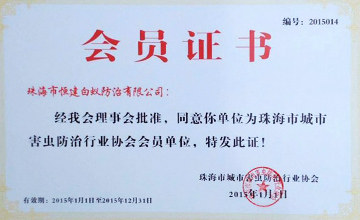 编号：2015014
会员证书
珠海市恒建白蚁防治有限公司：
经我会理事会批准，同意你单位为珠海市城市
害虫防治行业协会会员单位，特发此证！
珠海市城市害虫防治行业协会
2015年1月1日
有效期：2015年1月1日至2015年12月31日